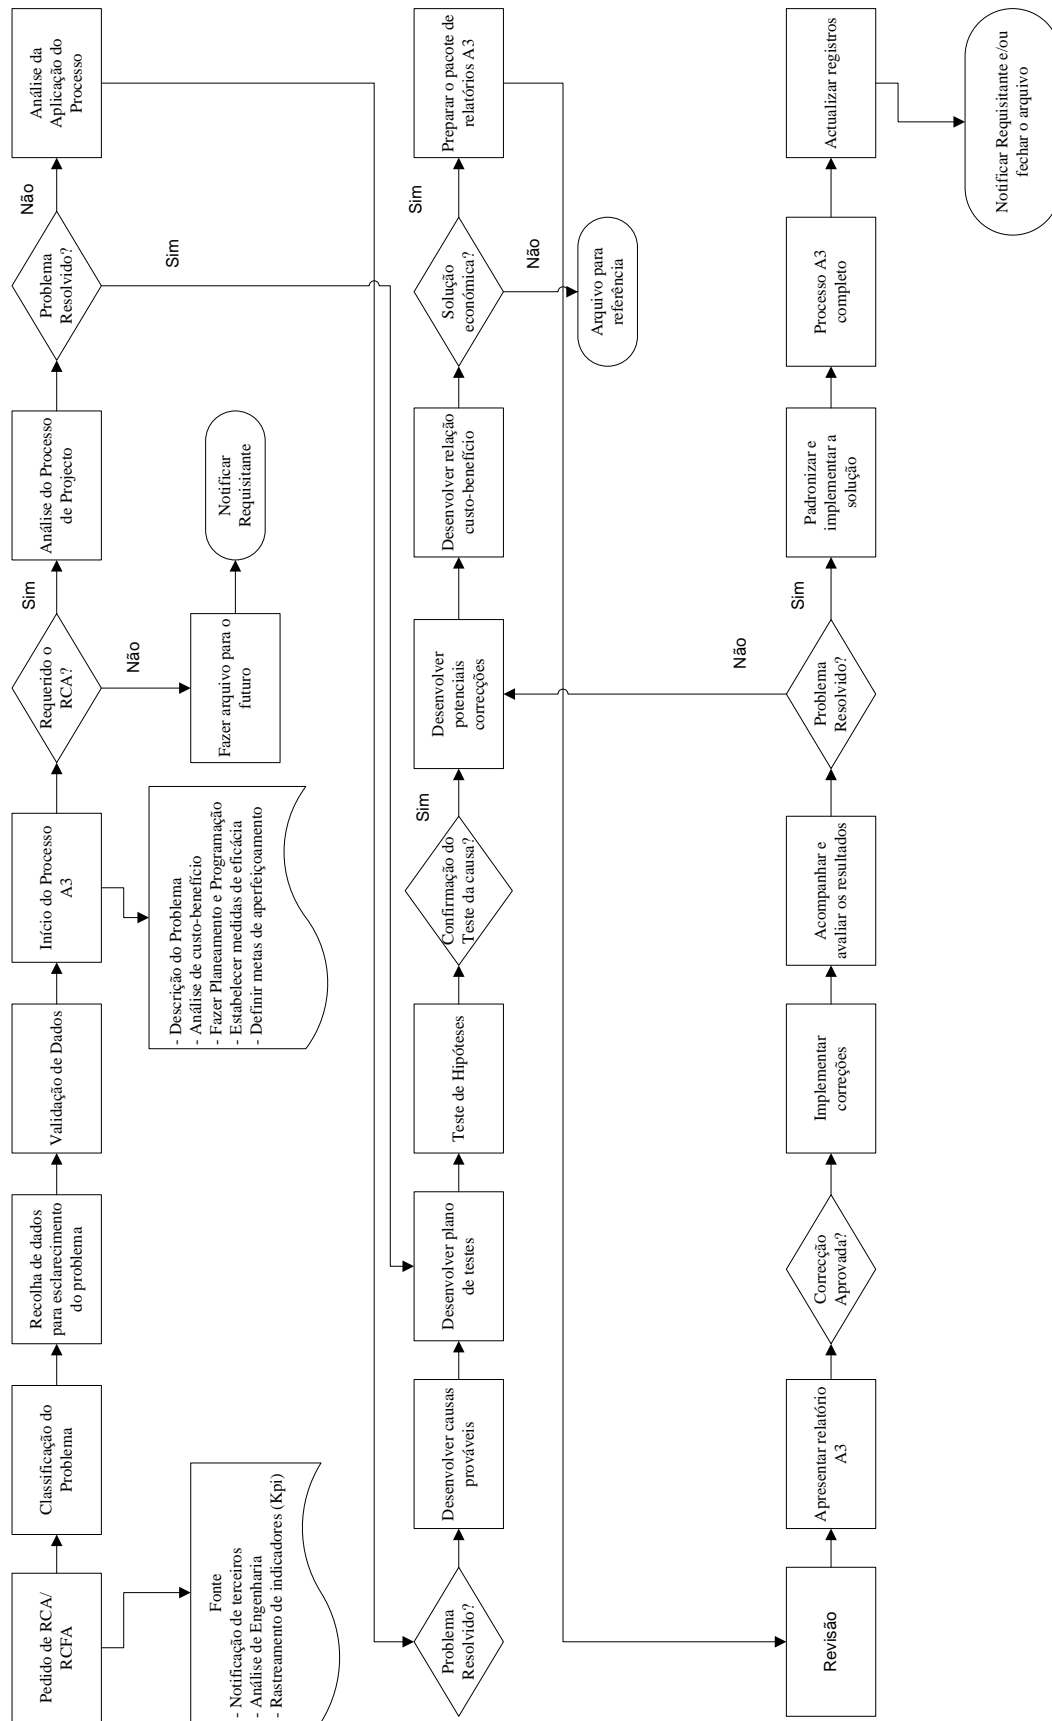 Pedido de RCA/
RCFA
Fonte
- Notificação de terceiros
- Análise de Engenharia
- Rastreamento de indicadores (Kpi)
Classificação do
Problema
Recolha de dados
para esclarecimento
do problema
Validação de Dados
Início do Processo
A3
- Descrição do Problema
- Análise de custo-benefício
- Fazer Planeamento e Programação
- Estabelecer medidas de eficácia
- Definir metas de aperfeiçoamento
Requerido o
RCA?
Sim
Não
Fazer arquivo para o
futuro
Notificar
Requisitante
Análise do Processo
de Projecto
Problema
Resolvido?
Não
Sim
Análise da
Aplicação do
Processo
Problema
Resolvido?
Desenvolver causas
prováveis
Desenvolver plano
de testes
Teste de Hipóteses
Confirmação do
Teste da causa?
Sim
Desenvolver
potenciais
correcções
Desenvolver relação
custo-benefício
Solução
económica?
Sim
Não
Arquivo para
referência
Preparar o pacote de
relatórios A3
Revisão
Apresentar relatório
A3
Correcção
Aprovada?
Implementar
correções
Acompanhar e
avaliar os resultados
Problema
Resolvido?
Não
Sim
Padronizar e
implementar a
solução
Processo A3
completo
Actualizar registros
Notificar Requisitante e/ou
fechar o arquivo